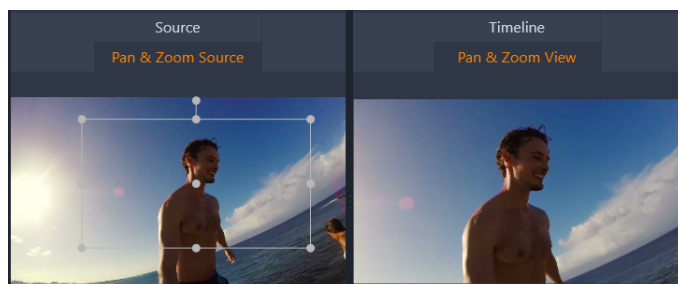 Source
Timeline
Pan & Zoom Source
Pan & Zoom View